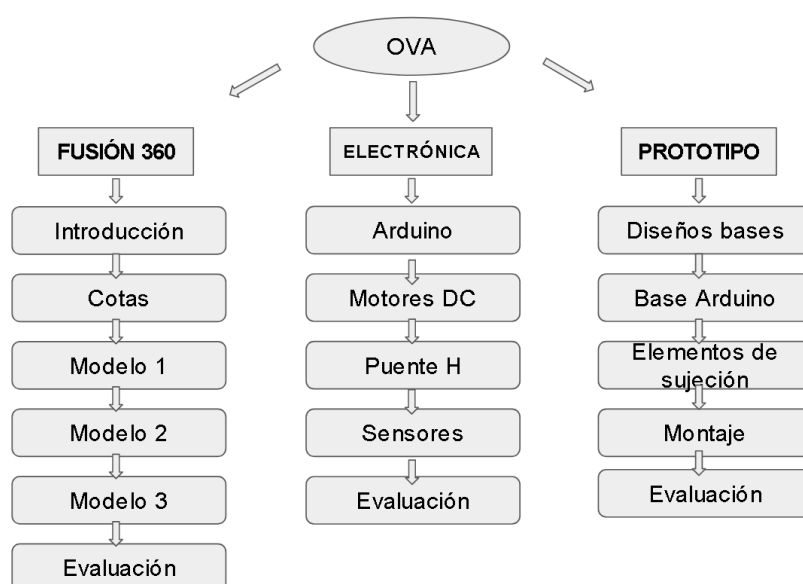 OVA
FUSIÓN 360
Introducción
Cotas
Modelo 1
Modelo 2
Modelo 3
Evaluación
ELECTRÓNICA
Arduino
Motores DC
Puente H
Sensores
Evaluación
PROTOTIPO
Diseños bases
Base Arduino
Elementos de
sujeción
Montaje
Evaluación